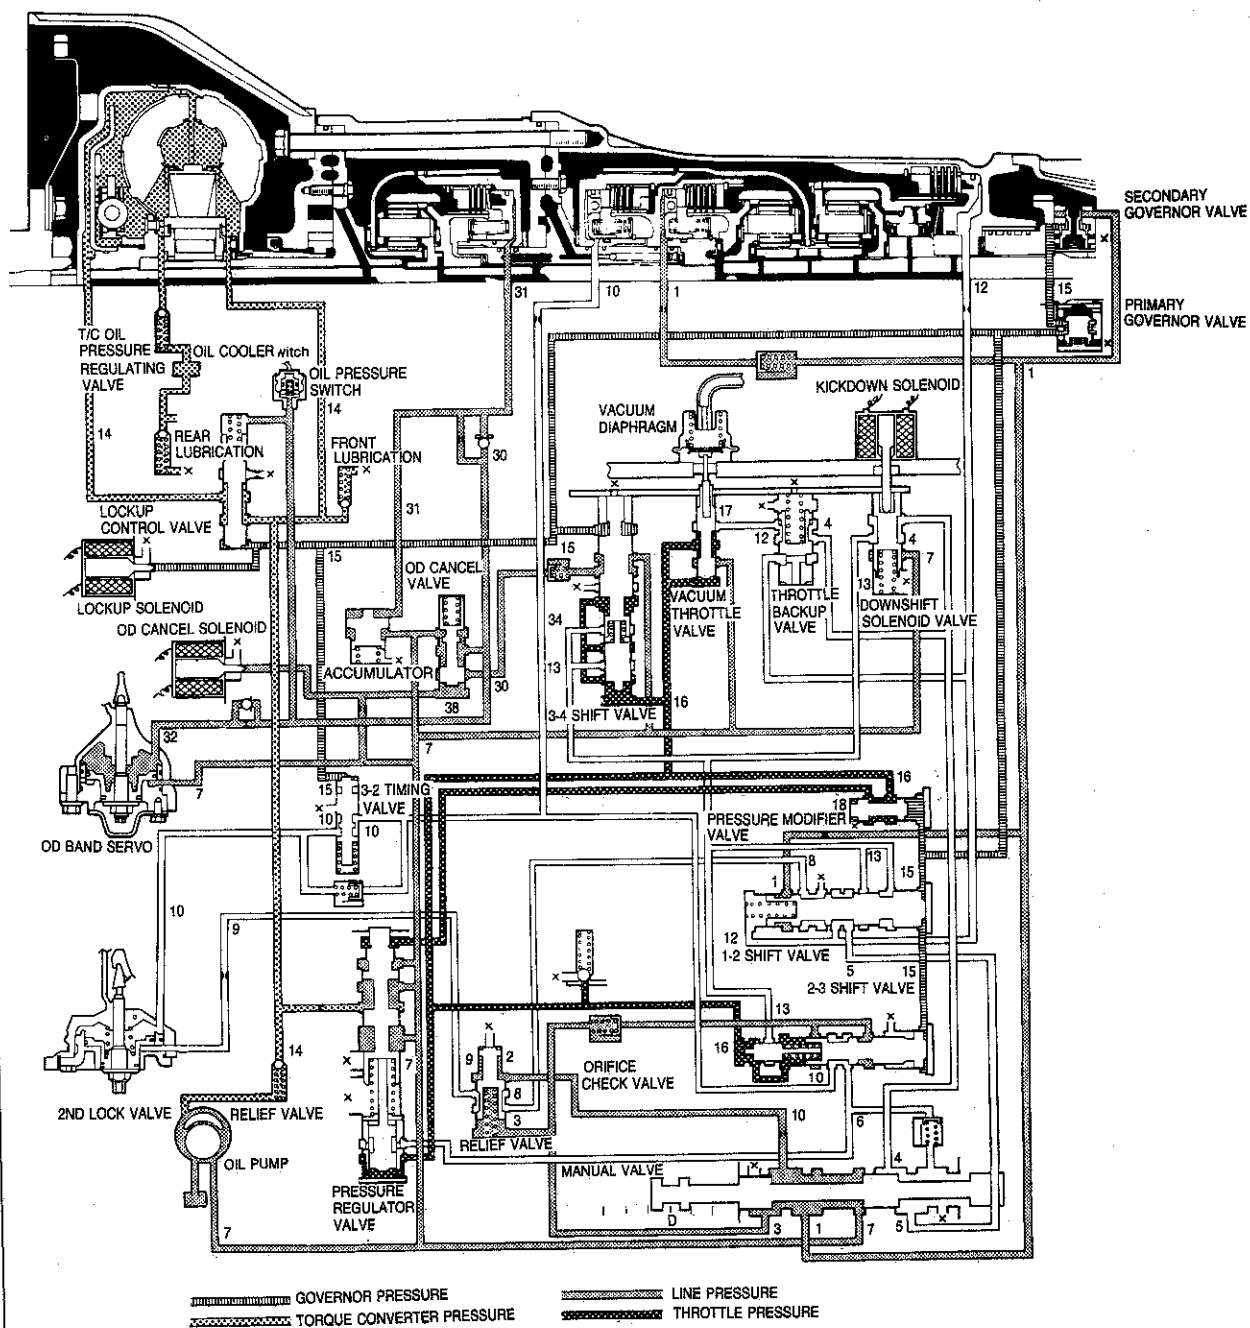 SECONDARY
GOVERNOR VALVE
31
10
1
12
15
PRIMARY
GOVERNOR VALVE
T/C OIL
PRESSURE
REGULATING
VALVE
OIL COOLER witch
OIL PRESSURE
SWITCH
1
KICKDOWN SOLENOID
VACUUM
DIAPHRAGM
14
14
REAR
LUBRICATION
FRONT
LUBRICATION
30
31
17
LOCKUP
CONTROL VALVE
12
4
4
15
15
7
OD CANCEL
VALVE
13
LOCKUP SOLENOID
VACUUM
THROTTLE
VALVE
THROTTLE
BACKUP
VALVE
DOWNSHIFT
SOLENOID VALVE
OD CANCEL SOLENOID
34
13
ACCUMULATOR
30
38
16
3-4 SHIFT VALVE
32
7
7
15
3-2 TIMING
VALVE
16
18
10
10
PRESSURE MODIFIER
VALVE
OD BAND SERVO
8
13
15
1
10
9
12
1-2 SHIFT VALVE
5
15
2-3 SHIFT VALVE
13
14
16
9
2
7
10
ORIFICE
CHECK VALVE
8
2ND LOCK VALVE
RELIEF VALVE
3
10
6
RELIEF VALVE
OIL PUMP
MANUAL VALVE
4
PRESSURE
REGULATOR
VALVE
D
3
1
7
5
7
GOVERNOR PRESSURE
LINE PRESSURE
TORQUE CONVERTER PRESSURE
THROTTLE PRESSURE